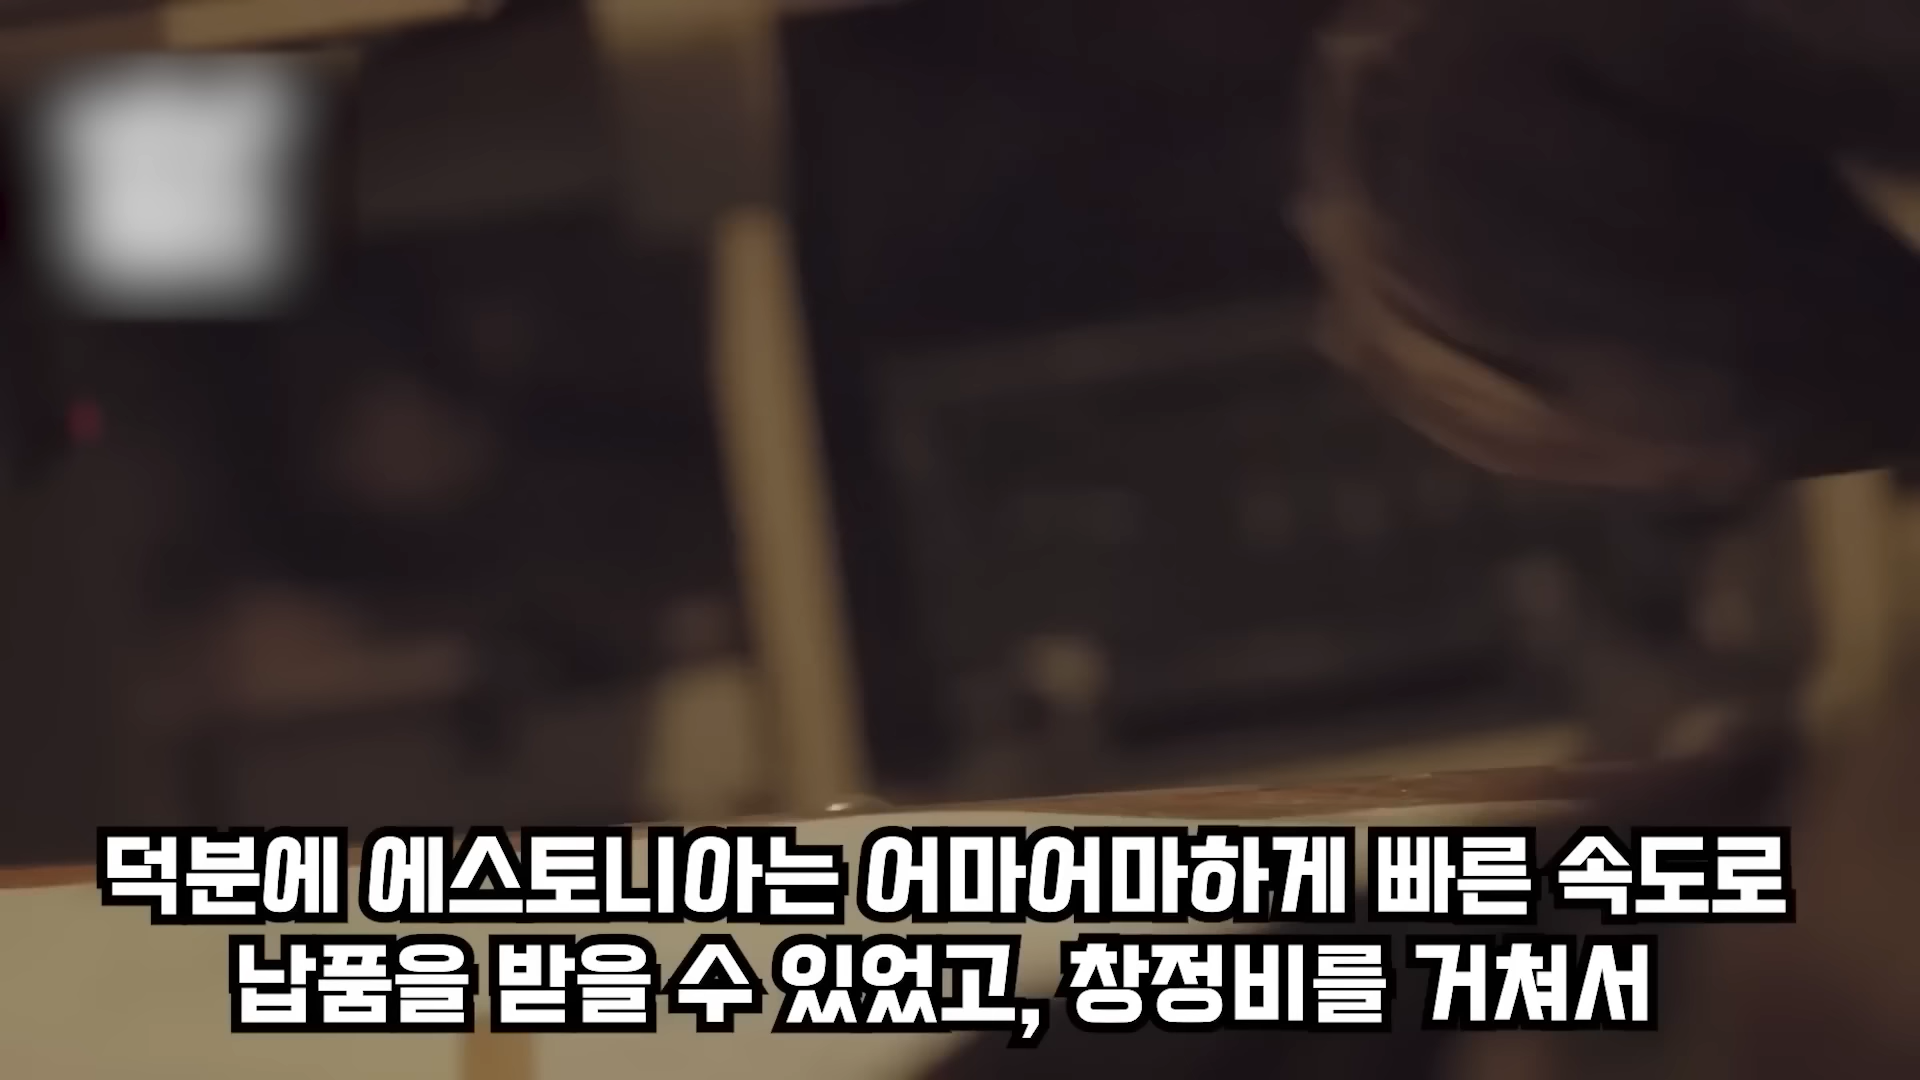 덕분에 에스토니아는 어마어마하게 빠른 속도로
납품을 받을 수 있었고, 창정비를 거쳐서